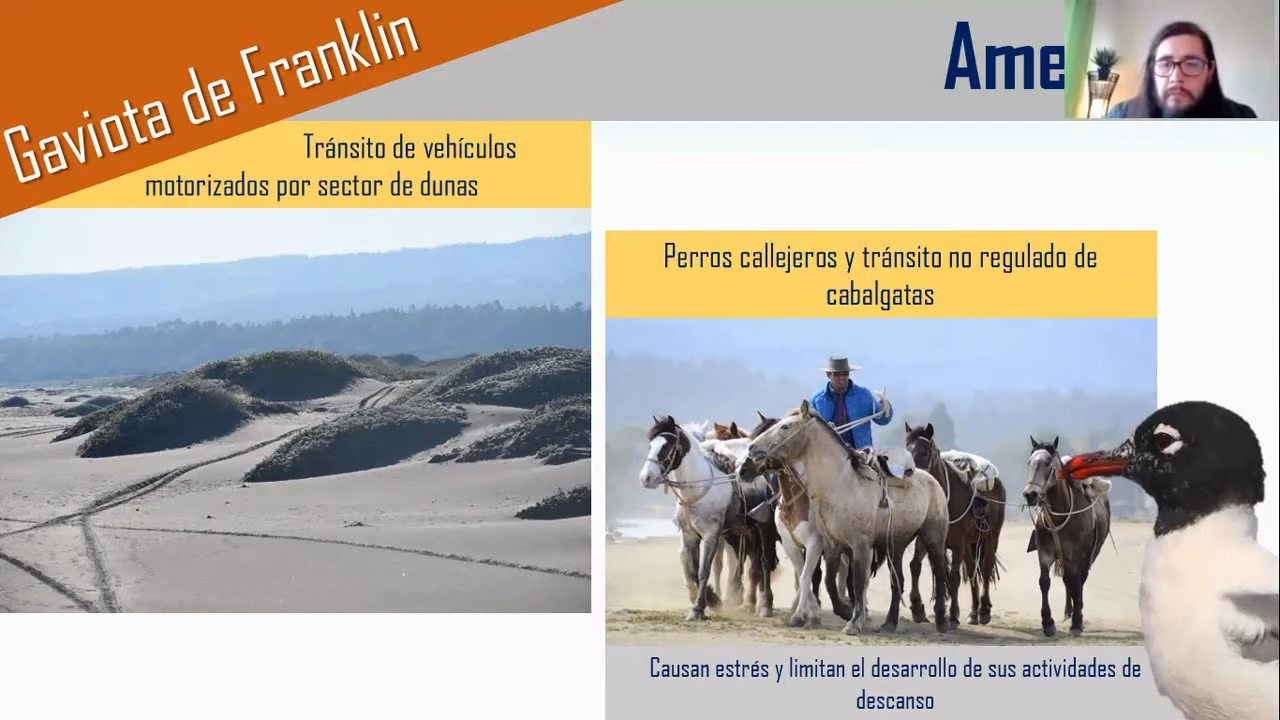 Gaviota de Franklin
Ame
Tránsito de vehículos
motorizados por sector de dunas
Perros callejeros y tránsito no regulado de
cabalgatas
Causan estrés y limitan el desarrollo de sus actividades de
descanso